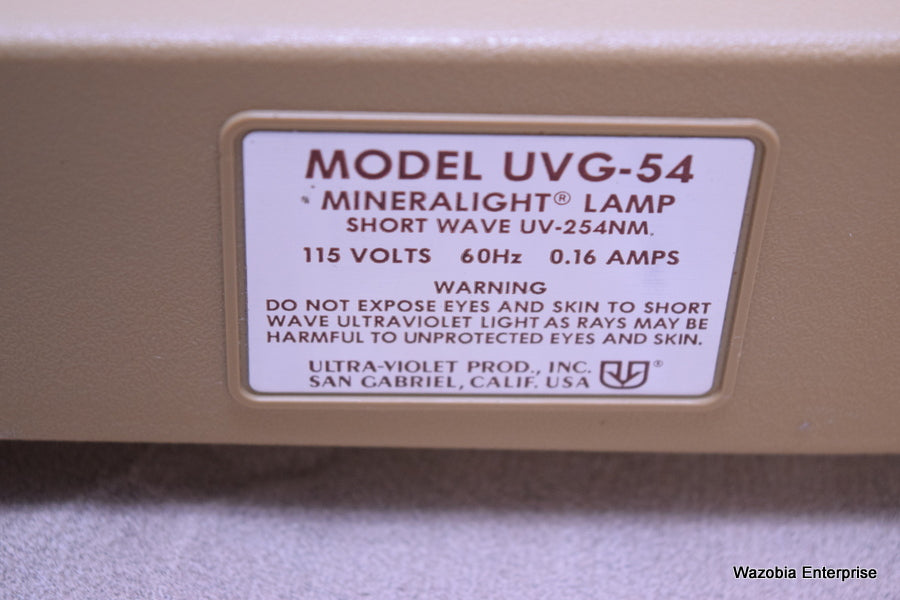 MODEL UVG-54
MINERALIGHT® LAMP
SHORT WAVE UV-254NM.
115 VOLTS 60Hz 0.16 AMPS
WARNING
DO NOT EXPOSE EYES AND SKIN TO SHORT
WAVE ULTRAVIOLET LIGHT AS RAYS MAY BE
HARMFUL TO UNPROTECTED EYES AND SKIN.
ULTRA-VIOLET PROD., INC.
SAN GABRIEL, CALIF. USA
®
Wazobia Enterprise